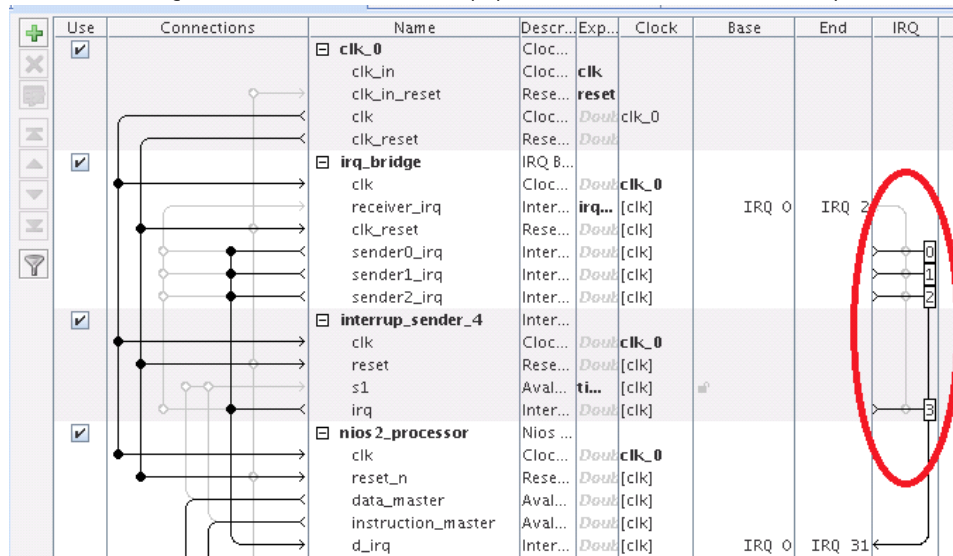 Use Connections Name Descr... Exp... Clock Base End IRQ
clk_0 Cloc...
clk_in Cloc... clk
clk_in_reset Rese... reset
clk Cloc... Doub clk_0
clk_reset Rese... Doub
irq_bridge IRQ B...
clk Cloc... Doub clk_0
receiver_irq Inter... irq... [clk] IRQ 0 IRQ 2
clk_reset Rese... Doub [clk]
sender0_irq Inter... Doub [clk] 0
sender1_irq Inter... Doub [clk] 1
sender2_irq Inter... Doub [clk] 2
interrup_sender_4 Inter...
clk Cloc... Doub clk_0
reset Rese... Doub [clk]
s1 Aval... ti... [clk]
irq Inter... Doub [clk] 3
nios2_processor Nios ...
clk Cloc... Doub clk_0
reset_n Rese... Doub [clk]
data_master Aval... Doub [clk]
instruction_master Aval... Doub [clk]
d_irq Inter... Doub [clk] IRQ 0 IRQ 31